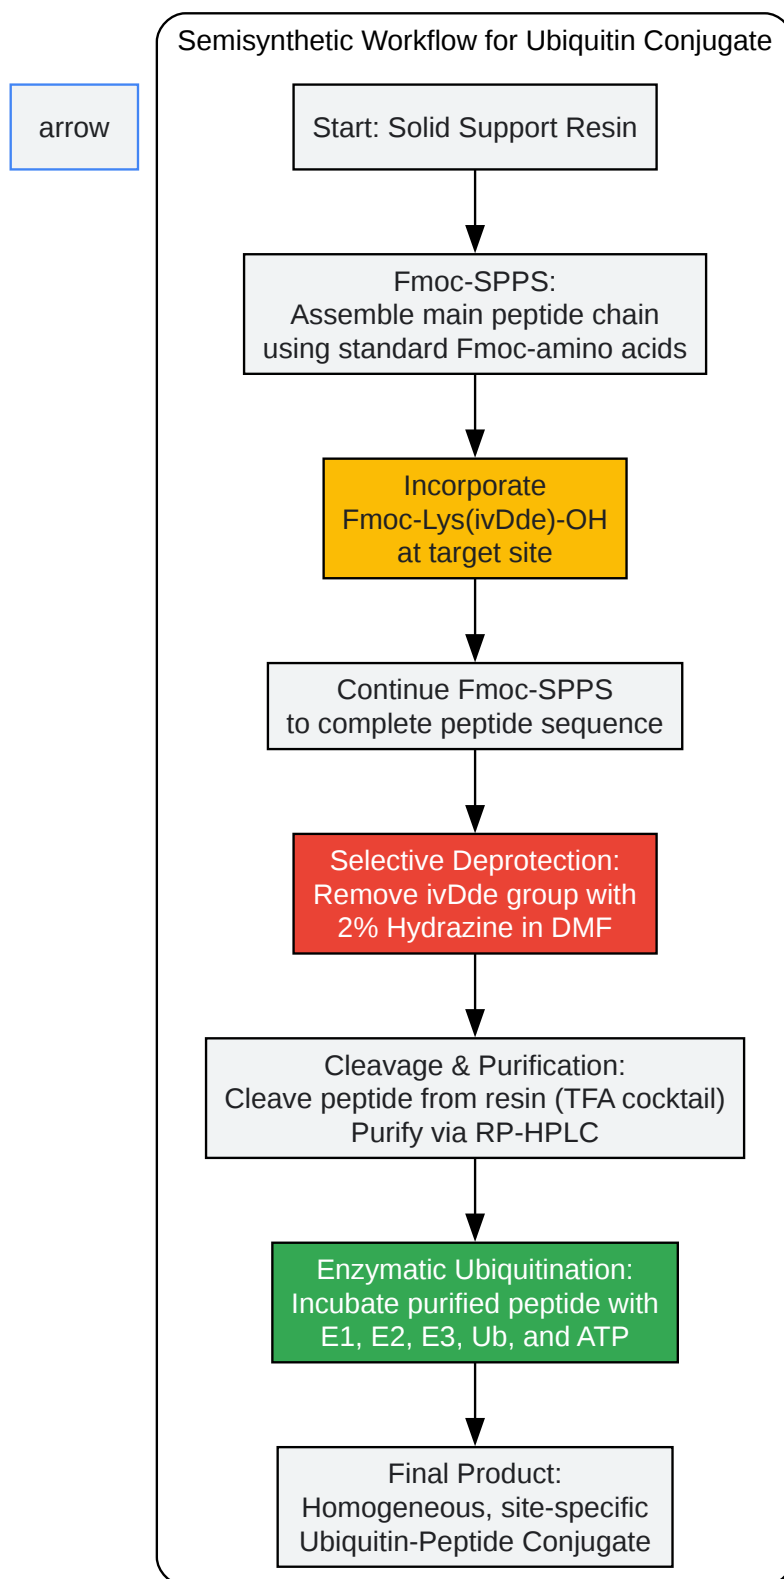 Semisynthetic Workflow for Ubiquitin Conjugate
arrow
Start: Solid Support Resin
Fmoc-SPPS:
Assemble main peptide chain
using standard Fmoc-amino acids
Incorporate
Fmoc-Lys(ivDde)-OH
at target site
Continue Fmoc-SPPS
to complete peptide sequence
Selective Deprotection:
Remove ivDde group with
2% Hydrazine in DMF
Cleavage & Purification:
Cleave peptide from resin (TFA cocktail)
Purify via RP-HPLC
Enzymatic Ubiquitination:
Incubate purified peptide with
E1, E2, E3, Ub, and ATP
Final Product:
Homogeneous, site-specific
Ubiquitin-Peptide Conjugate